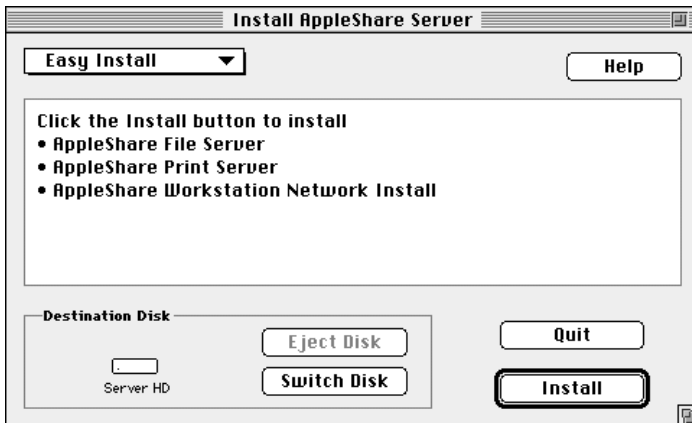 Install AppleShare Server
Easy Install
Help
Click the Install button to install
• AppleShare File Server
• AppleShare Print Server
• AppleShare Workstation Network Install
Destination Disk
Eject Disk
Quit
Server HD
Switch Disk
Install